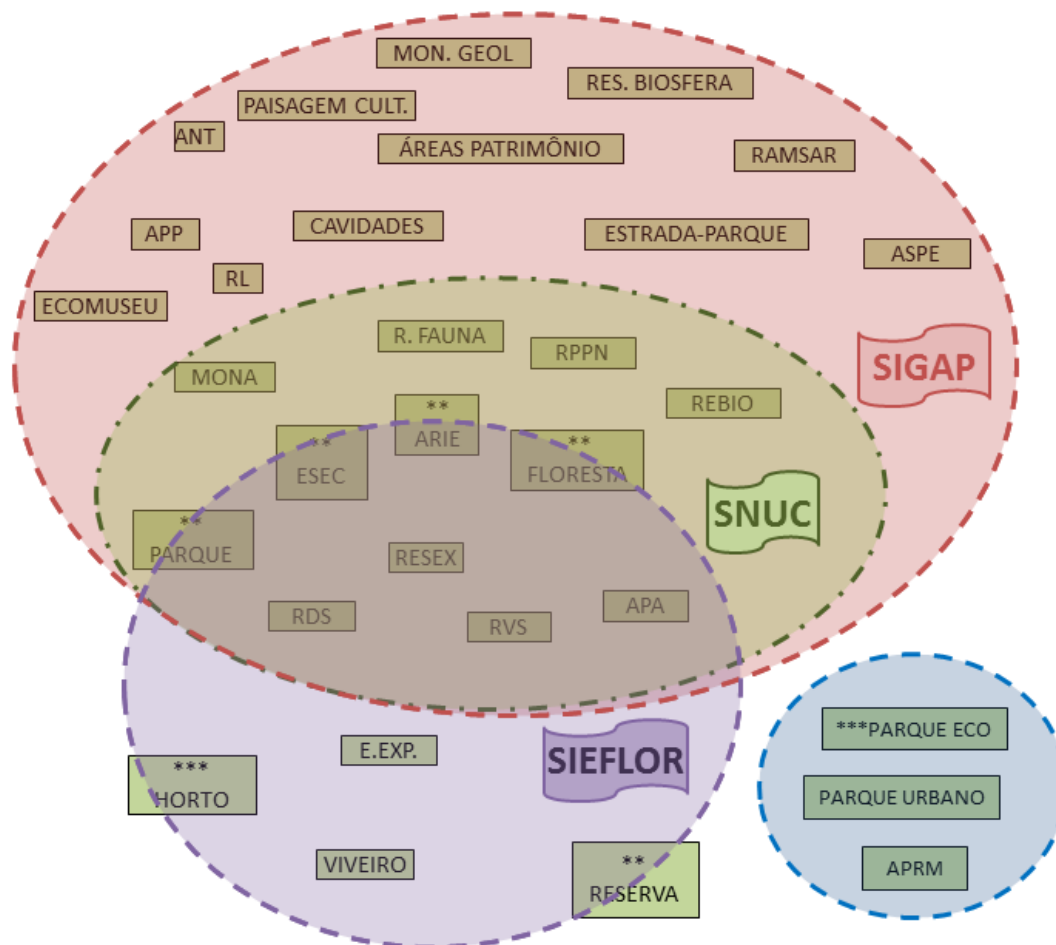 MON. GEOL
RES. BIOSFERA
PAISAGEM CULT.
ANT
ÁREAS PATRIMÔNIO
RAMSAR
APP
CAVIDADES
ESTRADA-PARQUE
ASPE
RL
ECOMUSEU
R. FAUNA
RPPN
SIGAP
MONA
REBIO
**
ARIE
**
ESEC
**
FLORESTA
SNUC
**
PARQUE
RESEX
RDS
RVS
APA
***PARQUE ECO
E.EXP.
SIEFLOR
***
HORTO
PARQUE URBANO
VIVEIRO
**
RESERVA
APRM